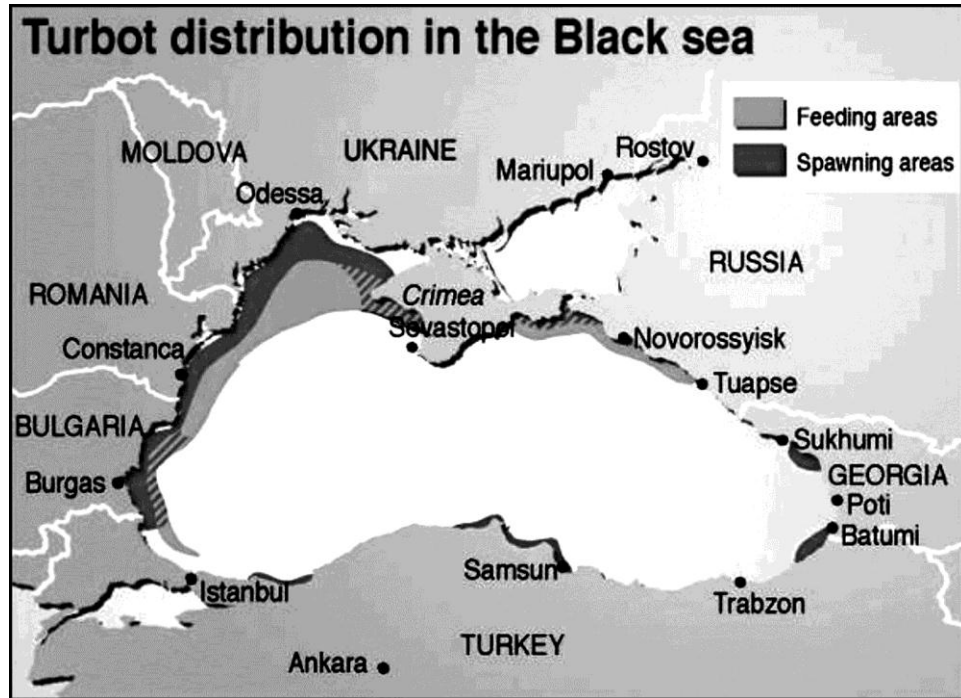 Turbot distribution in the Black sea
Feeding areas
Spawning areas
MOLDOVA
UKRAINE
Mariupol
Rostov
Odessa
RUSSIA
ROMANIA
Crimea
Sevastopol
Novorossyisk
Constanca
Tuapse
BULGARIA
Sukhumi
Burgas
GEORGIA
Poti
Batumi
Samsun
Istanbul
Trabzon
TURKEY
Ankara